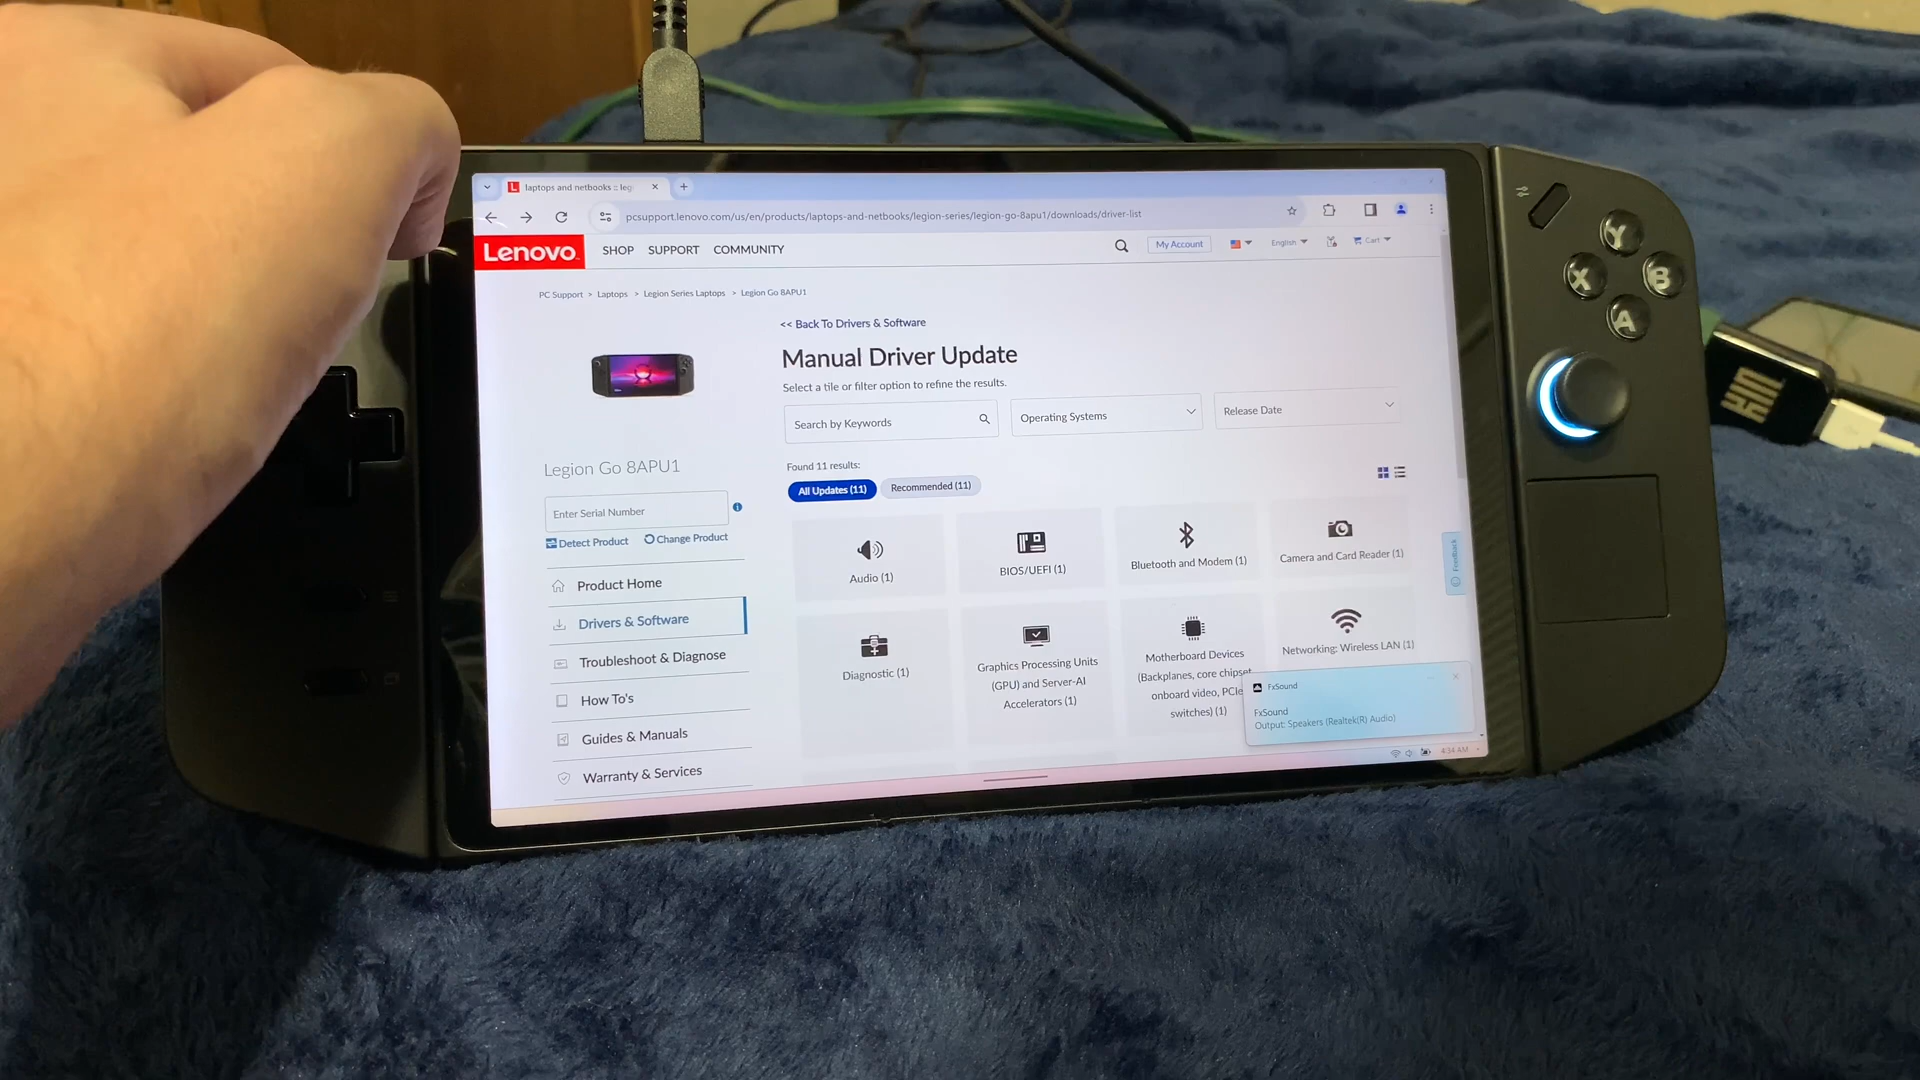 laptops and netbooks :: leg
pcsupport.lenovo.com/us/en/products/laptops-and-netbooks/legion-series/legion-go-8apu1/downloads/driver-list
Lenovo
SHOP SUPPORT COMMUNITY
My Account
English
Cart
PC Support > Laptops > Legion Series Laptops > Legion Go 8APU1
<< Back To Drivers & Software
Manual Driver Update
Select a tile or filter option to refine the results.
Search by Keywords
Operating Systems
Release Date
Found 11 results:
All Updates (11)
Recommended (11)
Legion Go 8APU1
Enter Serial Number
Detect Product
Change Product
Product Home
Drivers & Software
Troubleshoot & Diagnose
How To's
Guides & Manuals
Warranty & Services
Audio (1)
BIOS/UEFI (1)
Bluetooth and Modem (1)
Camera and Card Reader (1)
Diagnostic (1)
Graphics Processing Units
(GPU) and Server-AI
Accelerators (1)
Motherboard Devices
(Backplanes, core chipset,
onboard video, PCIe
switches) (1)
Networking: Wireless LAN (1)
Feedback
FxSound
FxSound
Output: Speakers (Realtek(R) Audio)
4:34 AM
Y
X
B
A